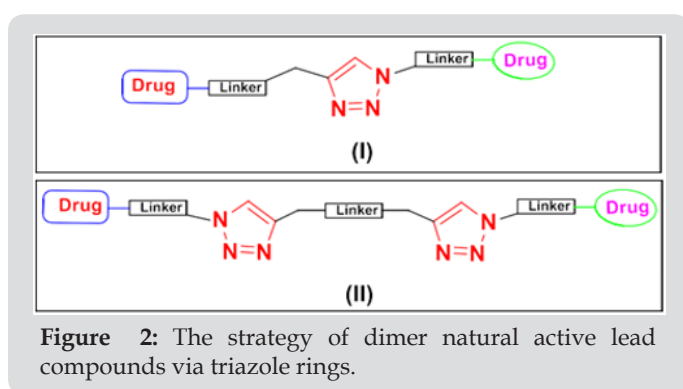 Drug Linker N N=N Linker Drug
(I)
Drug Linker N N=N Linker N N=N Linker Drug
(II)
Figure 2: The strategy of dimer natural active lead
compounds via triazole rings.